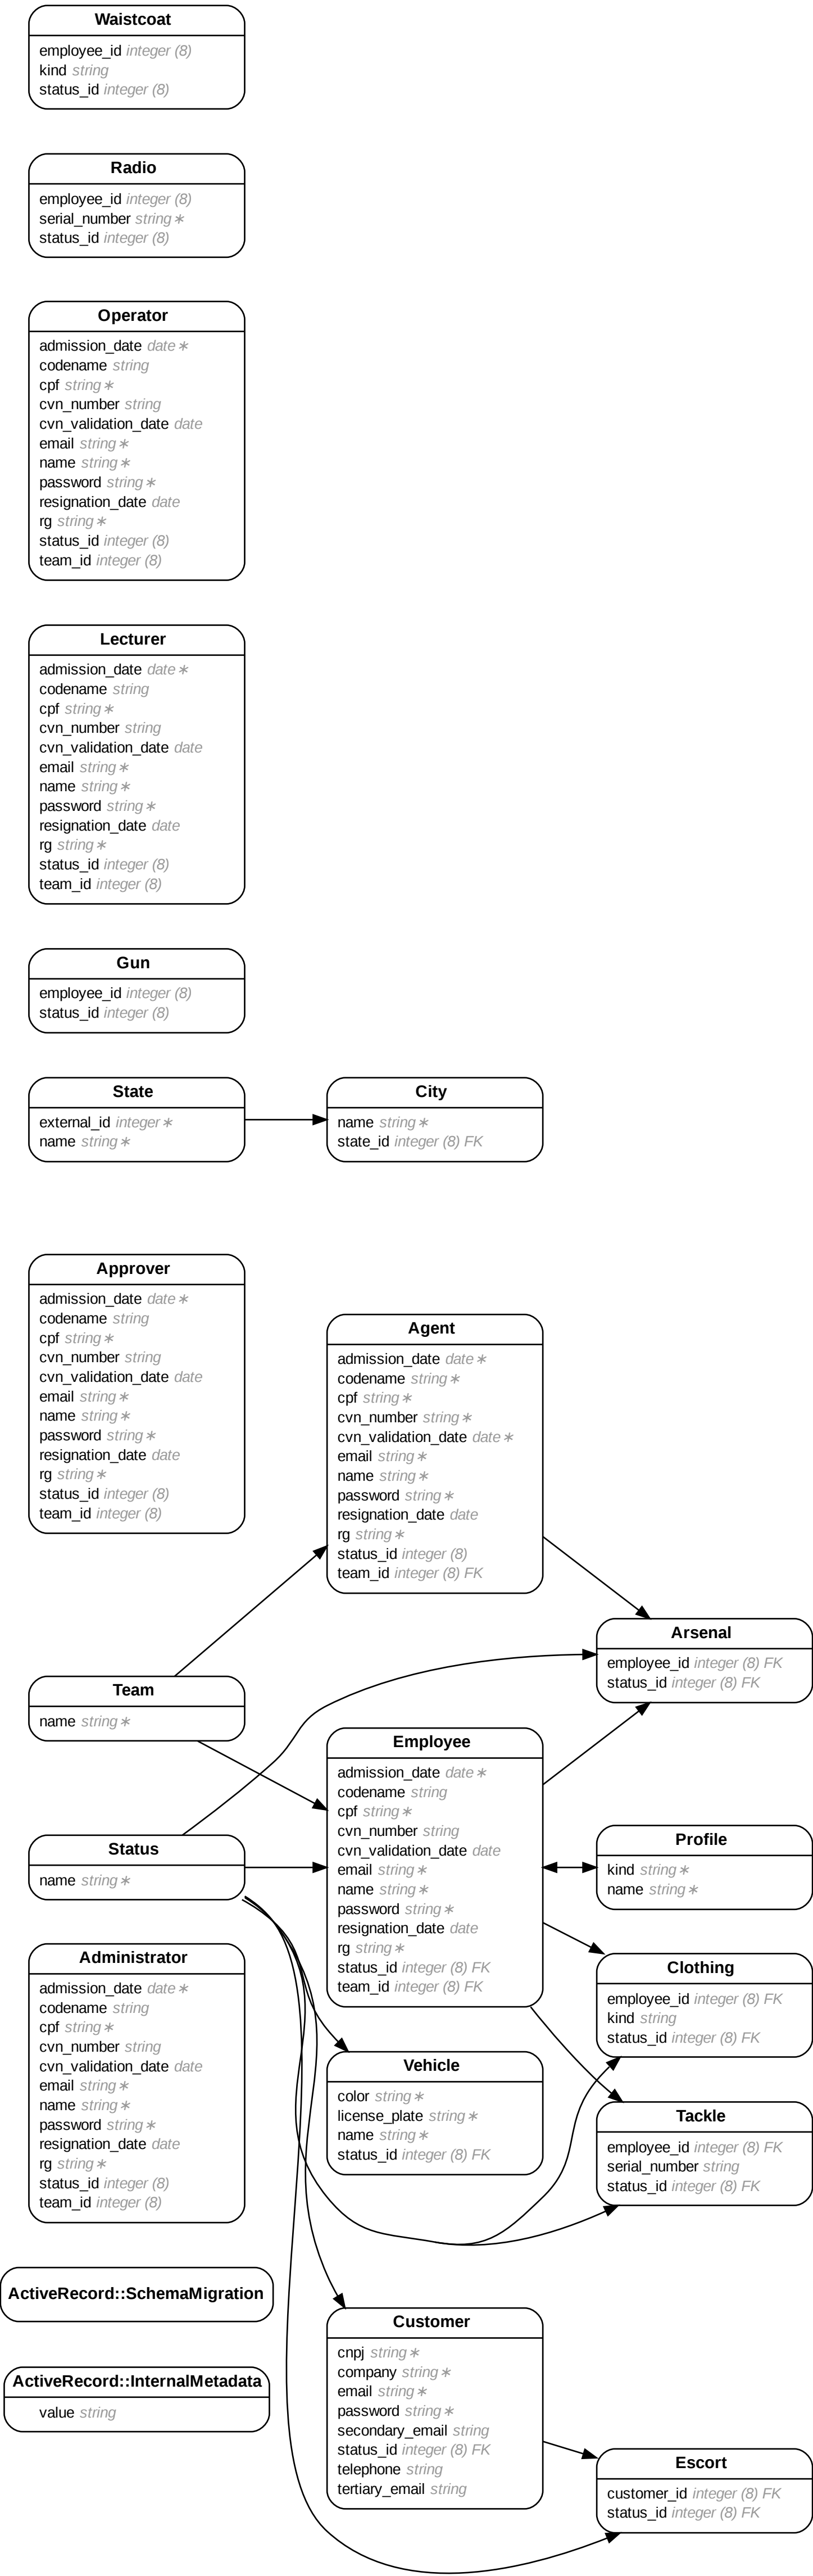 Waistcoat
employee_id integer (8)
kind string
status_id integer (8)
Radio
employee_id integer (8)
serial_number string ∗
status_id integer (8)
Operator
admission_date date ∗
codename string
cpf string ∗
cvn_number string
cvn_validation_date date
email string ∗
name string ∗
password string ∗
resignation_date date
rg string ∗
status_id integer (8)
team_id integer (8)
Lecturer
admission_date date ∗
codename string
cpf string ∗
cvn_number string
cvn_validation_date date
email string ∗
name string ∗
password string ∗
resignation_date date
rg string ∗
status_id integer (8)
team_id integer (8)
Gun
employee_id integer (8)
status_id integer (8)
State
external_id integer ∗
name string ∗
City
name string ∗
state_id integer (8) FK
Approver
admission_date date ∗
codename string
cpf string ∗
cvn_number string
cvn_validation_date date
email string ∗
name string ∗
password string ∗
resignation_date date
rg string ∗
status_id integer (8)
team_id integer (8)
Agent
admission_date date ∗
codename string ∗
cpf string ∗
cvn_number string ∗
cvn_validation_date date ∗
email string ∗
name string ∗
password string ∗
resignation_date date
rg string ∗
status_id integer (8)
team_id integer (8) FK
Arsenal
employee_id integer (8) FK
status_id integer (8) FK
Team
name string ∗
Employee
admission_date date ∗
codename string
cpf string ∗
cvn_number string
cvn_validation_date date
email string ∗
name string ∗
password string ∗
resignation_date date
rg string ∗
status_id integer (8) FK
team_id integer (8) FK
Profile
kind string ∗
name string ∗
Status
name string ∗
Clothing
employee_id integer (8) FK
kind string
status_id integer (8) FK
Administrator
admission_date date ∗
codename string
cpf string ∗
cvn_number string
cvn_validation_date date
email string ∗
name string ∗
password string ∗
resignation_date date
rg string ∗
status_id integer (8)
team_id integer (8)
Vehicle
color string ∗
license_plate string ∗
name string ∗
status_id integer (8) FK
Tackle
employee_id integer (8) FK
serial_number string
status_id integer (8) FK
ActiveRecord::SchemaMigration
ActiveRecord::InternalMetadata
value string
Customer
cnpj string ∗
company string ∗
email string ∗
password string ∗
secondary_email string
status_id integer (8) FK
telephone string
tertiary_email string
Escort
customer_id integer (8) FK
status_id integer (8) FK